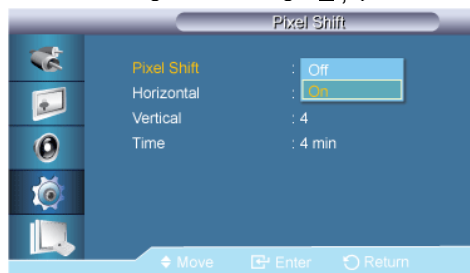 Pixel Shift
Pixel Shift : Off
Horizontal : On
Vertical : 4
Time : 4 min
Move Enter Return